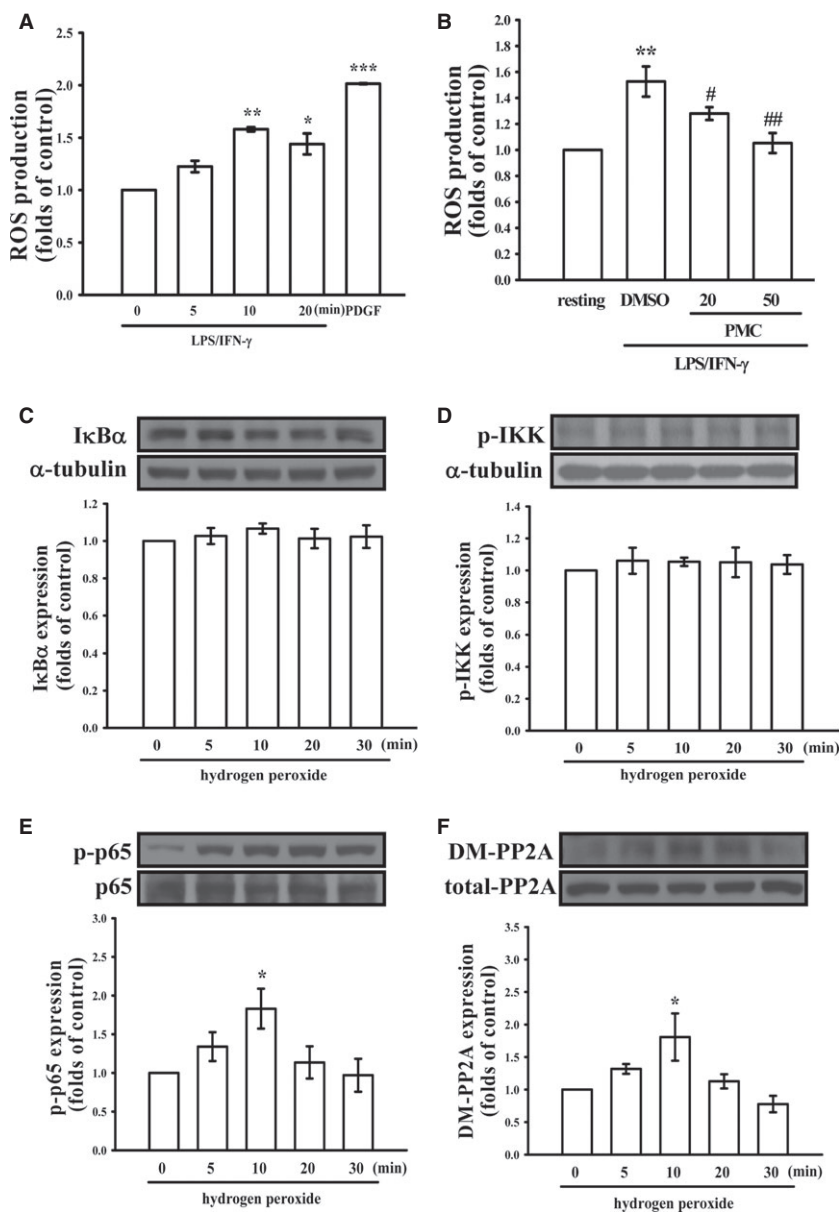 A
ROS production
(folds of control)
2.5
2.0
1.5
1.0
0.5
0.0
**
*
***
0 5 10 20 (min) PDGF
LPS/IFN-γ
B
ROS production
(folds of control)
1.8
1.6
1.4
1.2
1.0
0.8
0.6
0.4
0.2
0.0
**
#
##
resting DMSO 20 50
PMC
LPS/IFN-γ
C
IκBα
α-tubulin
IκBα expression
(folds of control)
1.2
1.0
0.8
0.6
0.4
0.2
0.0
0 5 10 20 30 (min)
hydrogen peroxide
D
p-IKK
α-tubulin
p-IKK expression
(folds of control)
1.4
1.2
1.0
0.8
0.6
0.4
0.2
0.0
0 5 10 20 30 (min)
hydrogen peroxide
E
p-p65
p65
p-p65 expression
(folds of control)
3.0
2.5
2.0
1.5
1.0
0.5
0.0
*
0 5 10 20 30 (min)
hydrogen peroxide
F
DM-PP2A
total-PP2A
DM-PP2A expression
(folds of control)
3.5
3.0
2.5
2.0
1.5
1.0
0.5
0.0
*
0 5 10 20 30 (min)
hydrogen peroxide